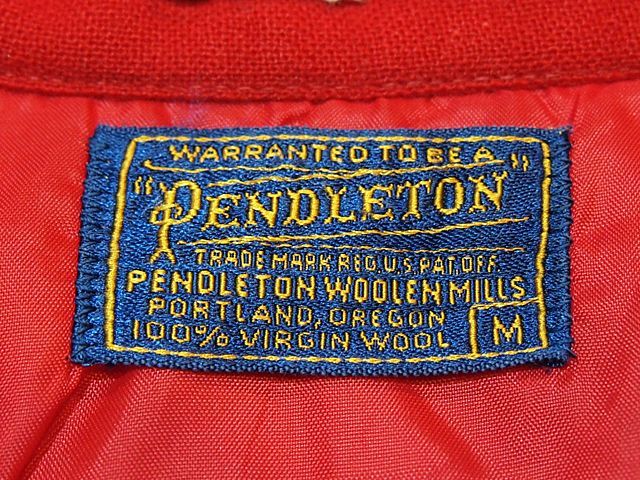 WARRANTED TO BE A
"PENDLETON"
TRADE MARK REG. U.S. PAT. OFF.
PENDLETON WOOLEN MILLS
PORTLAND, OREGON
100% VIRGIN WOOL
M